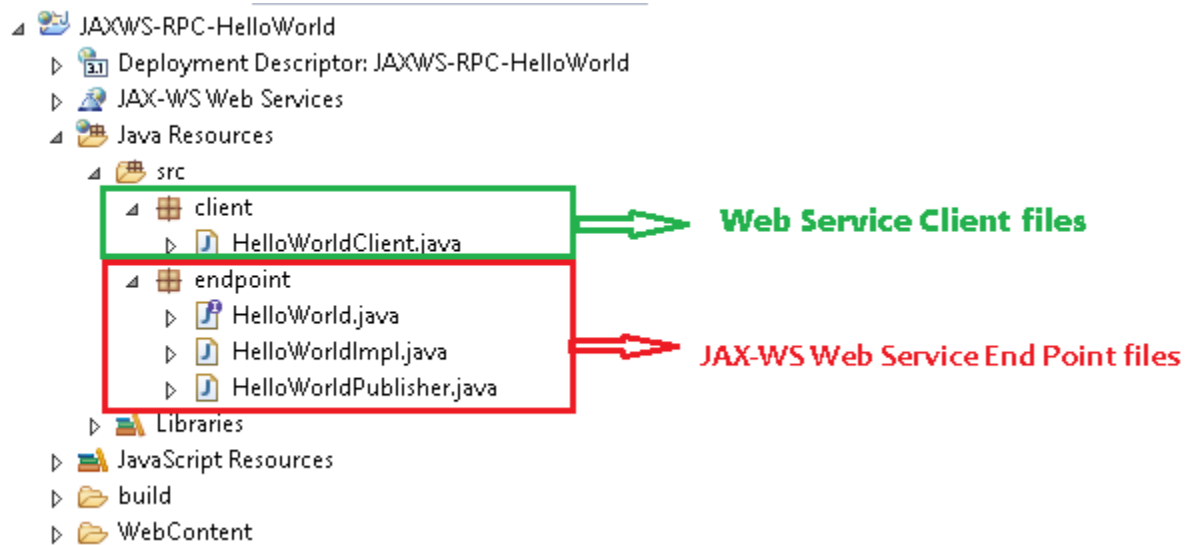 JAXWS-RPC-HelloWorld
3.1 Deployment Descriptor: JAXWS-RPC-HelloWorld
JAX-WS Web Services
Java Resources
src
client
Web Service Client files
J HelloWorldClient.java
endpoint
J I HelloWorld.java
J HelloWorldImpl.java
JAX-WS Web Service End Point files
J HelloWorldPublisher.java
Libraries
JavaScript Resources
build
WebContent